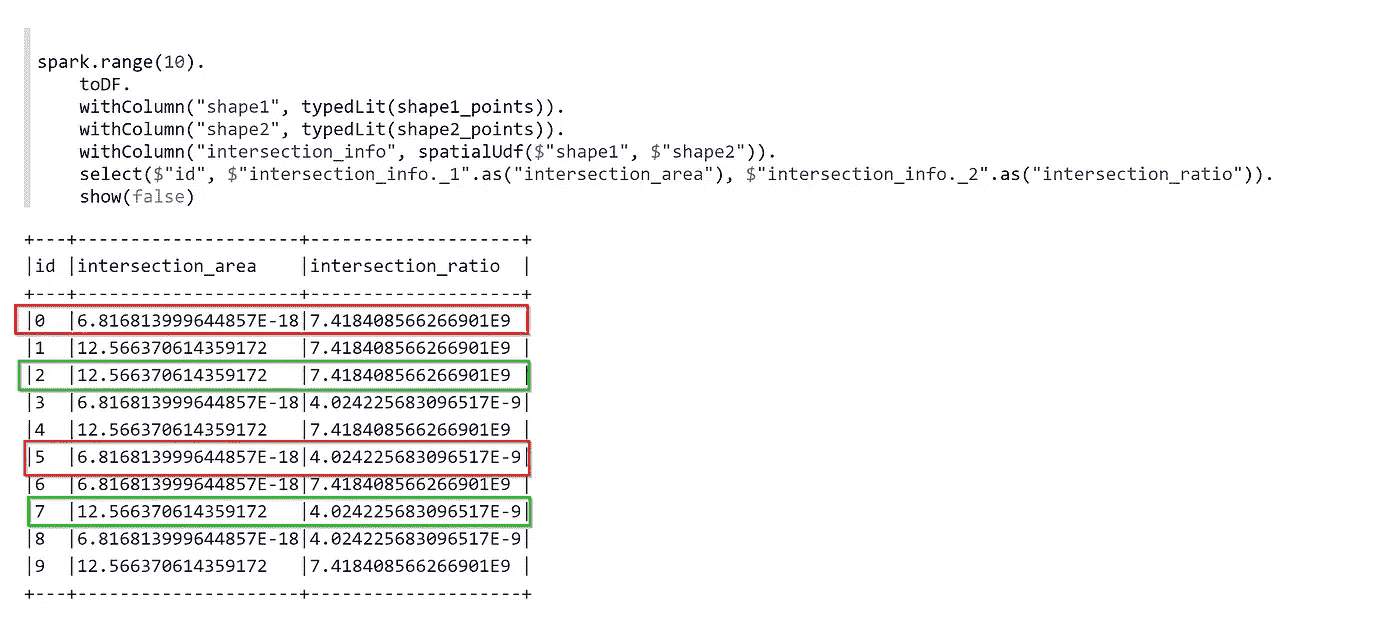 spark.range(10).
    toDF.
    withColumn("shape1", typedLit(shape1_points)).
    withColumn("shape2", typedLit(shape2_points)).
    withColumn("intersection_info", spatialUdf($"shape1", $"shape2")).
    select($"id", $"intersection_info._1".as("intersection_area"), $"intersection_info._2".as("intersection_ratio")).
    show(false)
+---+---------------------+-------------------+
|id |intersection_area    |intersection_ratio  |
+---+---------------------+-------------------+
|0  |6.816813999644857E-18|7.418408566266901E9 |
|1  |12.566370614359172   |7.418408566266901E9 |
|2  |12.566370614359172   |7.418408566266901E9 |
|3  |6.816813999644857E-18|4.024225683096517E-9|
|4  |12.566370614359172   |7.418408566266901E9 |
|5  |6.816813999644857E-18|4.024225683096517E-9|
|6  |6.816813999644857E-18|7.418408566266901E9 |
|7  |12.566370614359172   |4.024225683096517E-9|
|8  |6.816813999644857E-18|4.024225683096517E-9|
|9  |12.566370614359172   |7.418408566266901E9 |
+---+---------------------+-------------------+